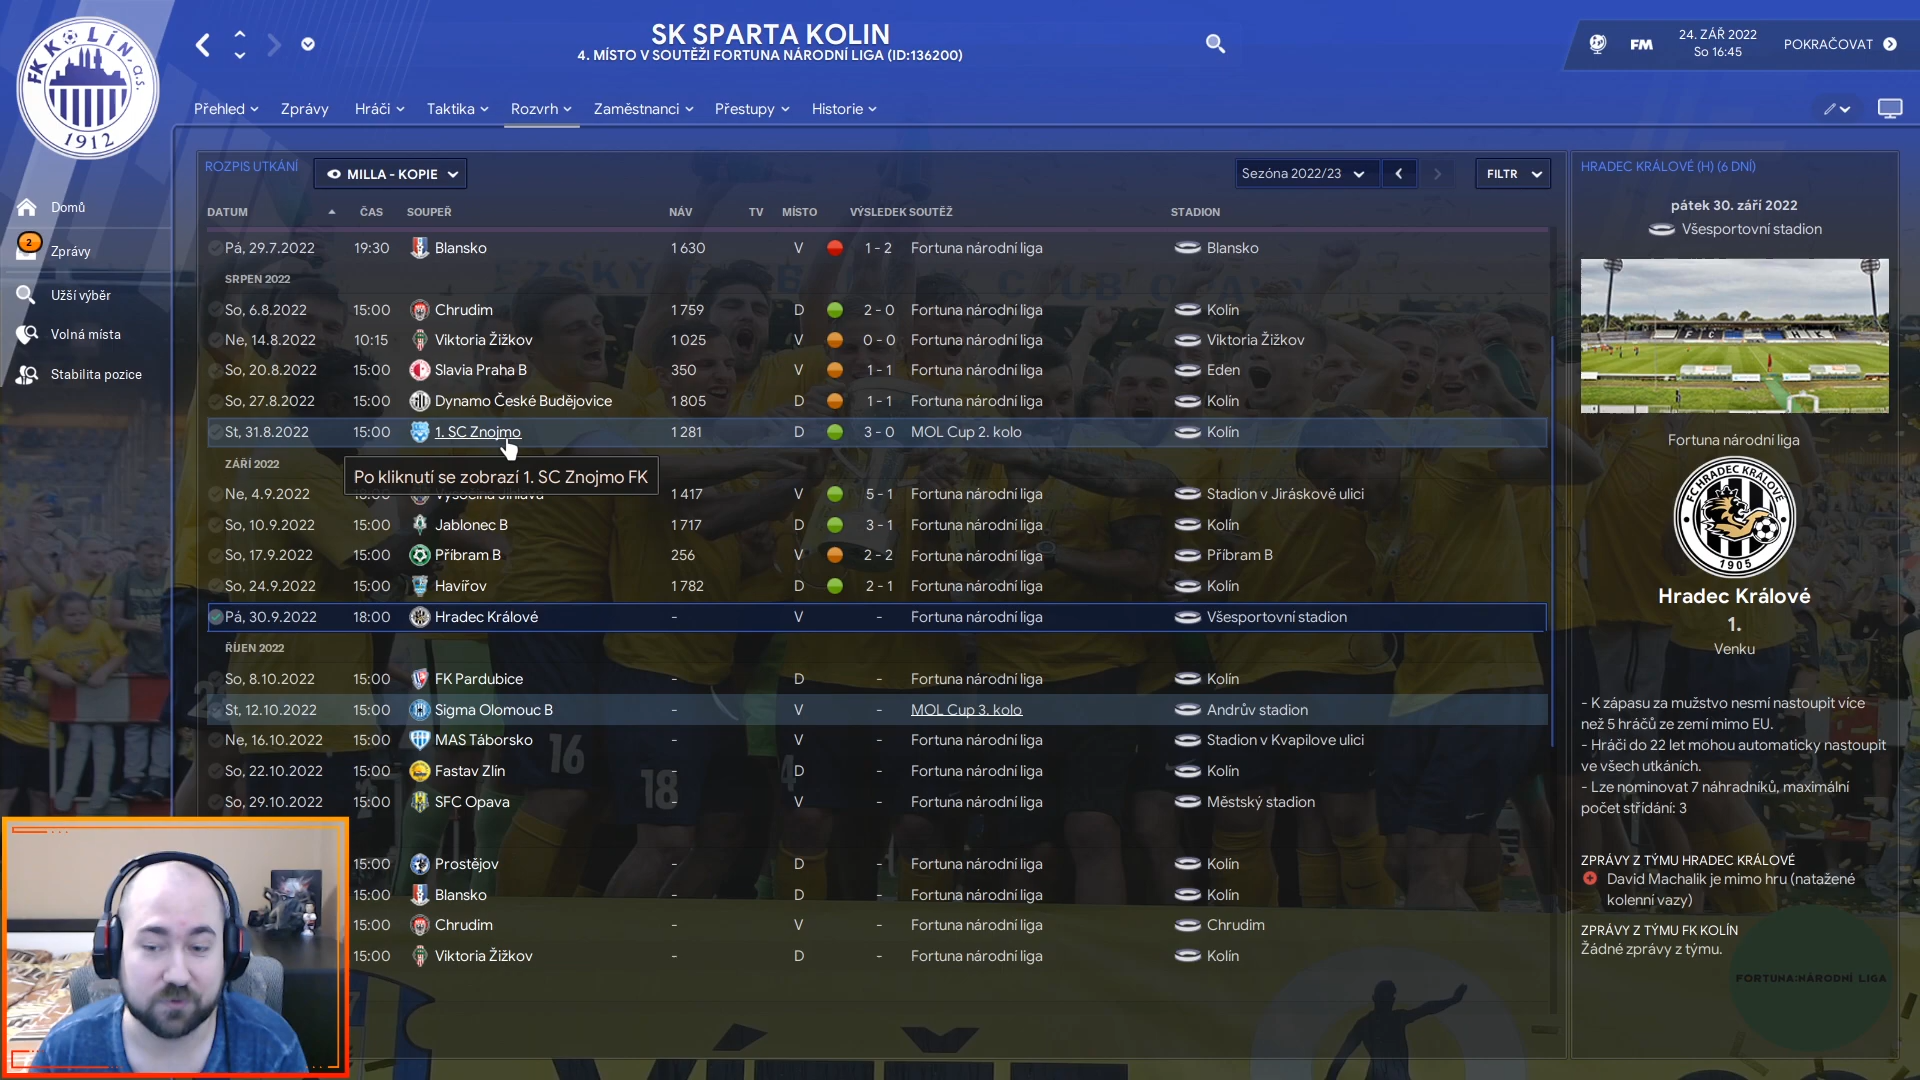 SK SPARTA KOLIN
4. MÍSTO V SOUTĚŽI FORTUNA NÁRODNÍ LIGA (ID:136200)
FM
24. ZÁŘ 2022
So 16:45
POKRAČOVAT
FK KOLÍN, a.s.
1912
Přehled
Zprávy
Hráči
Taktika
Rozvrh
Zaměstnanci
Přestupy
Historie
Domů
2
Zprávy
Užší výběr
Volná místa
Stabilita pozice
ROZPIS UTKÁNÍ
MILLA - KOPIE
Sezóna 2022/23
FILTR
DATUM ČAS SOUPEŘ NÁV TV MÍSTO VÝSLEDEK SOUTĚŽ STADION
Pá, 29.7.2022 19:30 Blansko 1 630 V 1 - 2 Fortuna národní liga Blansko
SRPEN 2022
So, 6.8.2022 15:00 Chrudim 1 759 D 2 - 0 Fortuna národní liga Kolín
Ne, 14.8.2022 10:15 Viktoria Žižkov 1 025 V 0 - 0 Fortuna národní liga Viktoria Žižkov
So, 20.8.2022 15:00 Slavia Praha B 350 V 1 - 1 Fortuna národní liga Eden
So, 27.8.2022 15:00 Dynamo České Budějovice 1 805 D 1 - 1 Fortuna národní liga Kolín
St, 31.8.2022 15:00 1. SC Znojmo 1 281 D 3 - 0 MOL Cup 2. kolo Kolín
ZÁŘÍ 2022
Po kliknutí se zobrazí 1. SC Znojmo FK
Ne, 4.9.2022 1 417 V 5 - 1 Fortuna národní liga Stadion v Jiráskově ulici
So, 10.9.2022 15:00 Jablonec B 1 717 D 3 - 1 Fortuna národní liga Kolín
So, 17.9.2022 15:00 Příbram B 256 V 2 - 2 Fortuna národní liga Příbram B
So, 24.9.2022 15:00 Havířov 1 782 D 2 - 1 Fortuna národní liga Kolín
Pá, 30.9.2022 18:00 Hradec Králové - V - Fortuna národní liga Všesportovní stadion
ŘÍJEN 2022
So, 8.10.2022 15:00 FK Pardubice - D - Fortuna národní liga Kolín
St, 12.10.2022 15:00 Sigma Olomouc B - V - MOL Cup 3. kolo Andrův stadion
Ne, 16.10.2022 15:00 MAS Táborsko - V - Fortuna národní liga Stadion v Kvapilove ulici
So, 22.10.2022 15:00 Fastav Zlín - D - Fortuna národní liga Kolín
So, 29.10.2022 15:00 SFC Opava - V - Fortuna národní liga Městský stadion
15:00 Prostějov - D - Fortuna národní liga Kolín
15:00 Blansko - D - Fortuna národní liga Kolín
15:00 Chrudim - V - Fortuna národní liga Chrudim
15:00 Viktoria Žižkov - D - Fortuna národní liga Kolín
HRADEC KRÁLOVÉ (H) (6 DNÍ)
pátek 30. září 2022
Všesportovní stadion
Fortuna národní liga
FC HRADEC KRÁLOVÉ
1905
Hradec Králové
1.
Venku
- K zápasu za mužstvo nesmí nastoupit více
než 5 hráčů ze zemí mimo EU.
- Hráči do 22 let mohou automaticky nastoupit
ve všech utkáních.
- Lze nominovat 7 náhradníků, maximální
počet střídání: 3
ZPRÁVY Z TÝMU HRADEC KRÁLOVÉ
David Machalik je mimo hru (natažené
kolenní vazy)
ZPRÁVY Z TÝMU FK KOLÍN
Žádné zprávy z týmu.
FORTUNA:NÁRODNÍ LIGA
16
18
4